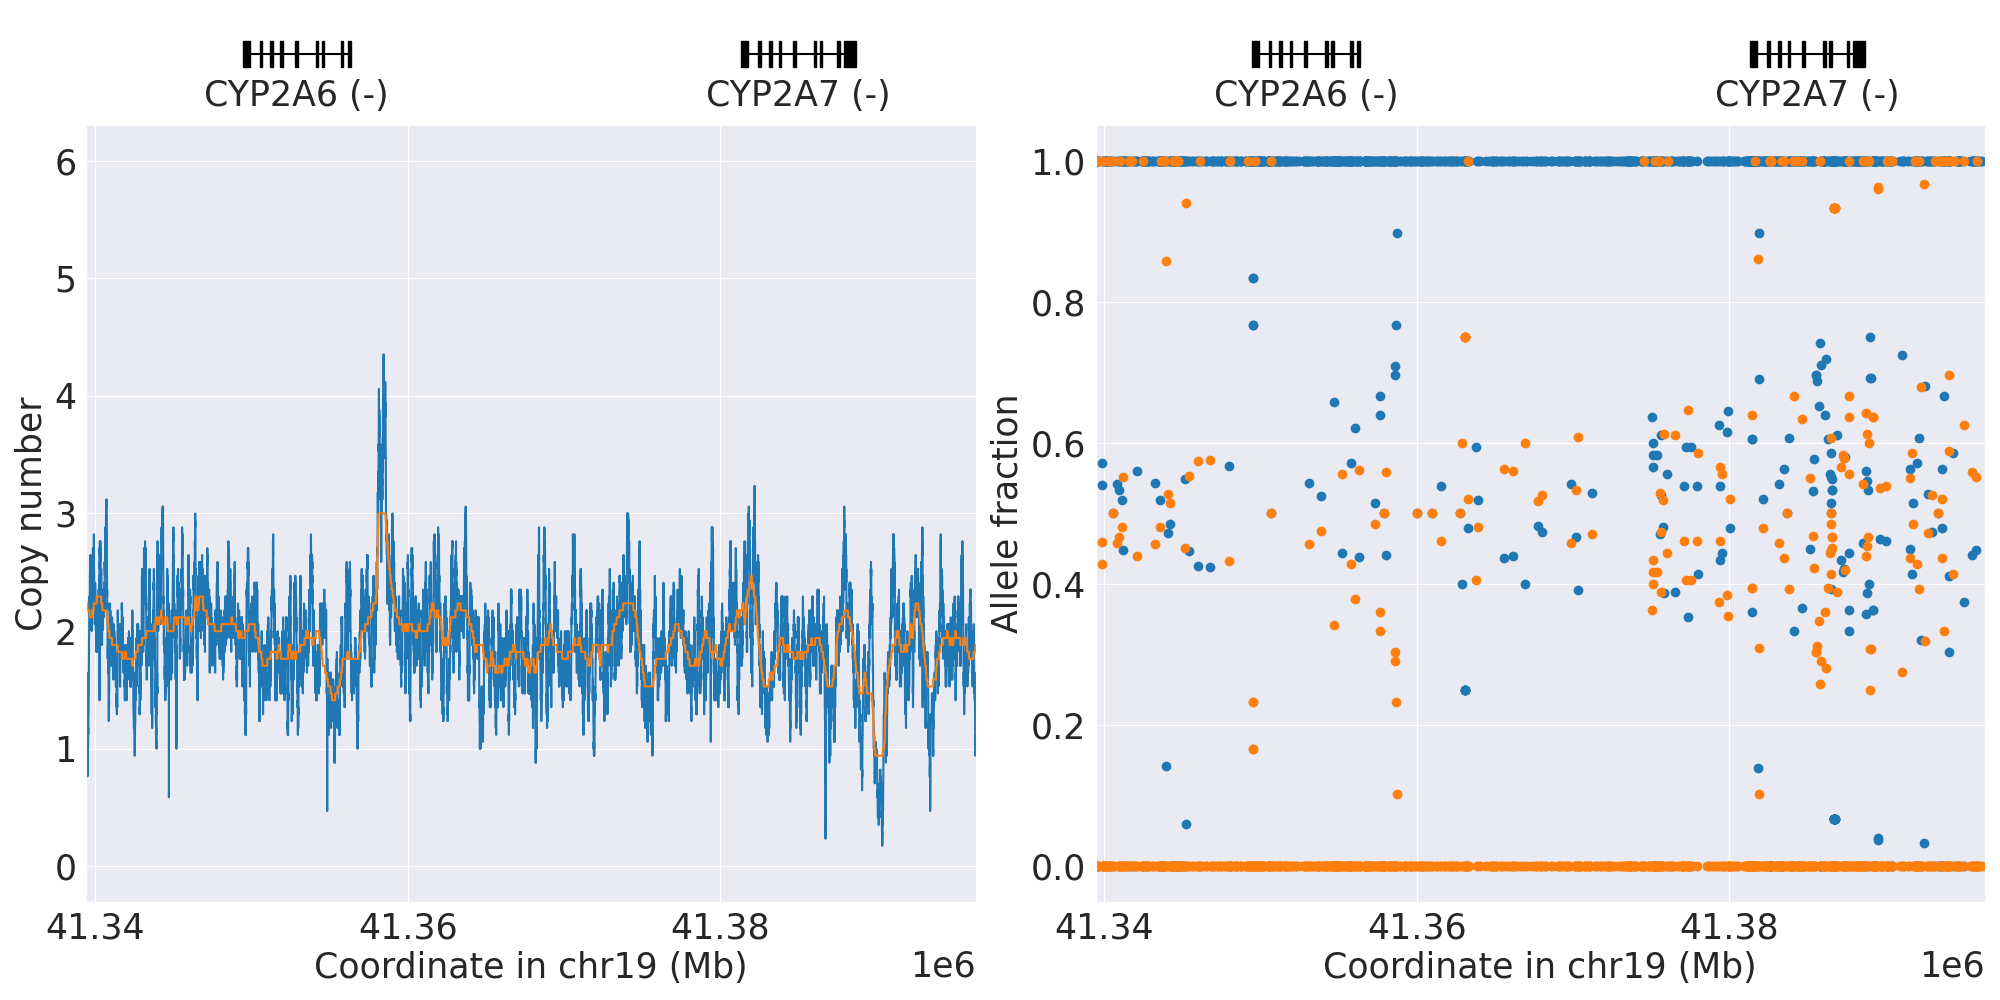 CYP2A6 (-) CYP2A7 (-) CYP2A6 (-) CYP2A7 (-)
6 1.0
5
0.8
4
0.6
3
0.4
2
0.2
1
0 0.0
Copy number
Allele fraction
41.34 41.36 41.38 41.34 41.36 41.38
Coordinate in chr19 (Mb) 1e6 Coordinate in chr19 (Mb) 1e6